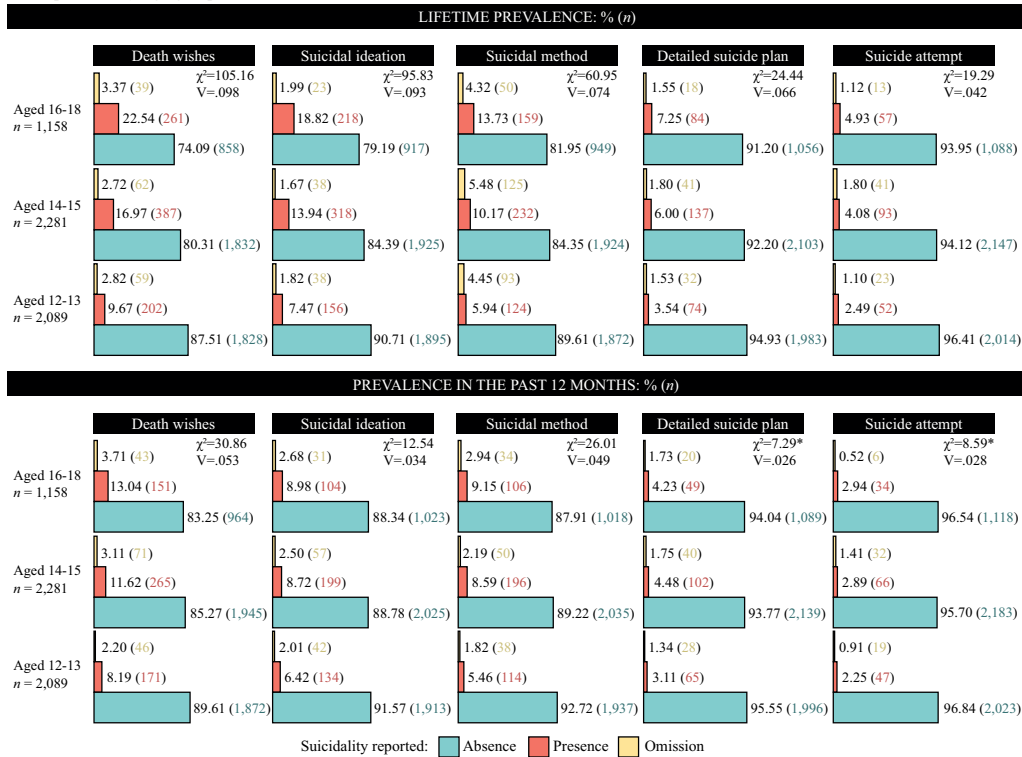 LIFETIME PREVALENCE: % (n)
Death wishes Suicidal ideation Suicidal method Detailed suicide plan Suicide attempt
Aged 16-18
n = 1,158
3.37 (39) χ²=105.16 1.99 (23) χ²=95.83 4.32 (50) χ²=60.95 1.55 (18) χ²=24.44 1.12 (13) χ²=19.29
V=.098 V=.093 V=.074 V=.066 V=.042
22.54 (261) 18.82 (218) 13.73 (159) 7.25 (84) 4.93 (57)
74.09 (858) 79.19 (917) 81.95 (949) 91.20 (1,056) 93.95 (1,088)
Aged 14-15
n = 2,281
2.72 (62) 1.67 (38) 5.48 (125) 1.80 (41) 1.80 (41)
16.97 (387) 13.94 (318) 10.17 (232) 6.00 (137) 4.08 (93)
80.31 (1,832) 84.39 (1,925) 84.35 (1,924) 92.20 (2,103) 94.12 (2,147)
Aged 12-13
n = 2,089
2.82 (59) 1.82 (38) 4.45 (93) 1.53 (32) 1.10 (23)
9.67 (202) 7.47 (156) 5.94 (124) 3.54 (74) 2.49 (52)
87.51 (1,828) 90.71 (1,895) 89.61 (1,872) 94.93 (1,983) 96.41 (2,014)
PREVALENCE IN THE PAST 12 MONTHS: % (n)
Death wishes Suicidal ideation Suicidal method Detailed suicide plan Suicide attempt
Aged 16-18
n = 1,158
3.71 (43) χ²=30.86 2.68 (31) χ²=12.54 2.94 (34) χ²=26.01 1.73 (20) χ²=7.29* 0.52 (6) χ²=8.59*
V=.053 V=.034 V=.049 V=.026 V=.028
13.04 (151) 8.98 (104) 9.15 (106) 4.23 (49) 2.94 (34)
83.25 (964) 88.34 (1,023) 87.91 (1,018) 94.04 (1,089) 96.54 (1,118)
Aged 14-15
n = 2,281
3.11 (71) 2.50 (57) 2.19 (50) 1.75 (40) 1.41 (32)
11.62 (265) 8.72 (199) 8.59 (196) 4.48 (102) 2.89 (66)
85.27 (1,945) 88.78 (2,025) 89.22 (2,035) 93.77 (2,139) 95.70 (2,183)
Aged 12-13
n = 2,089
2.20 (46) 2.01 (42) 1.82 (38) 1.34 (28) 0.91 (19)
8.19 (171) 6.42 (134) 5.46 (114) 3.11 (65) 2.25 (47)
89.61 (1,872) 91.57 (1,913) 92.72 (1,937) 95.55 (1,996) 96.84 (2,023)
Suicidality reported: Absence Presence Omission